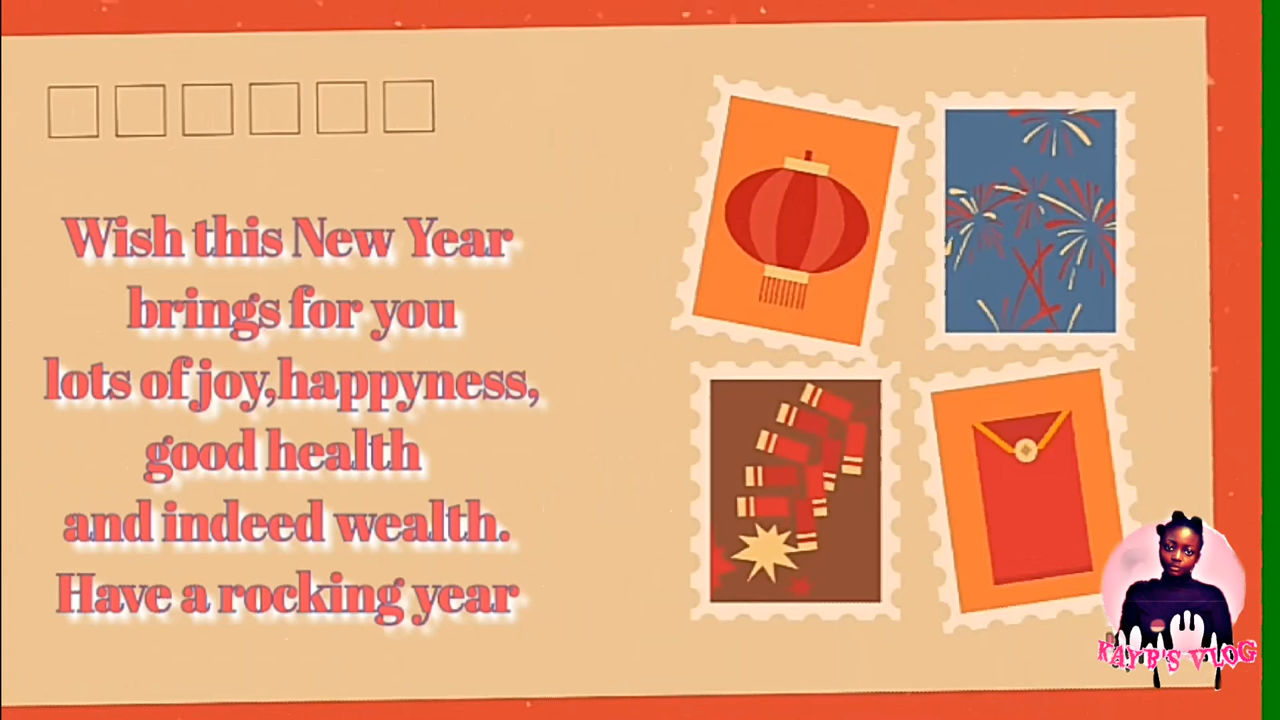 Wish this New Year
brings for you
lots of joy,happyness,
good health
and indeed wealth.
Have a rocking year
KAYB'S VLOG